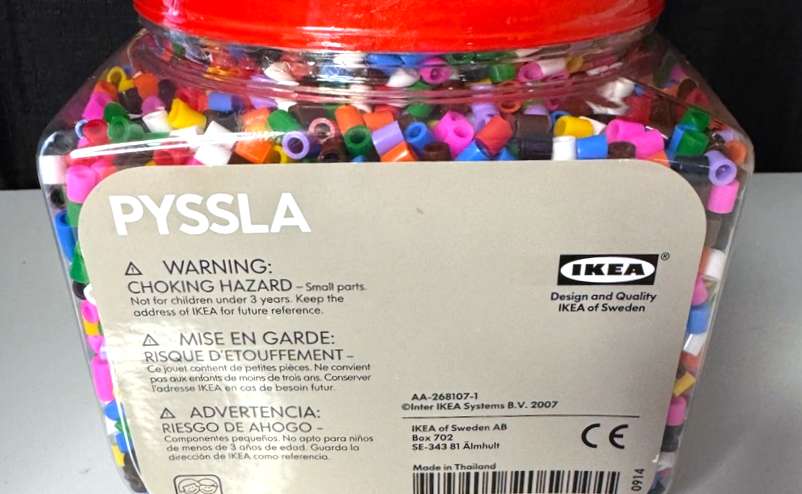 PYSSLA
WARNING:
CHOKING HAZARD – Small parts.
Not for children under 3 years. Keep the
address of IKEA for future reference.
MISE EN GARDE:
RISQUE D'ETOUFFEMENT –
Ce jouet contient de petites pièces. Ne convient
pas aux enfants de moins de trois ans. Conserver
l'adresse IKEA en cas de besoin futur.
ADVERTENCIA:
RIESGO DE AHOGO –
Componentes pequeños. No apto para niños
de menos de 3 años de edad. Guarda la
dirección de IKEA como referencia.
IKEA®
Design and Quality
IKEA of Sweden
AA-268107-1
©Inter IKEA Systems B.V. 2007
IKEA of Sweden AB
Box 702
SE-343 81 Älmhult
CE
Made in Thailand
0914